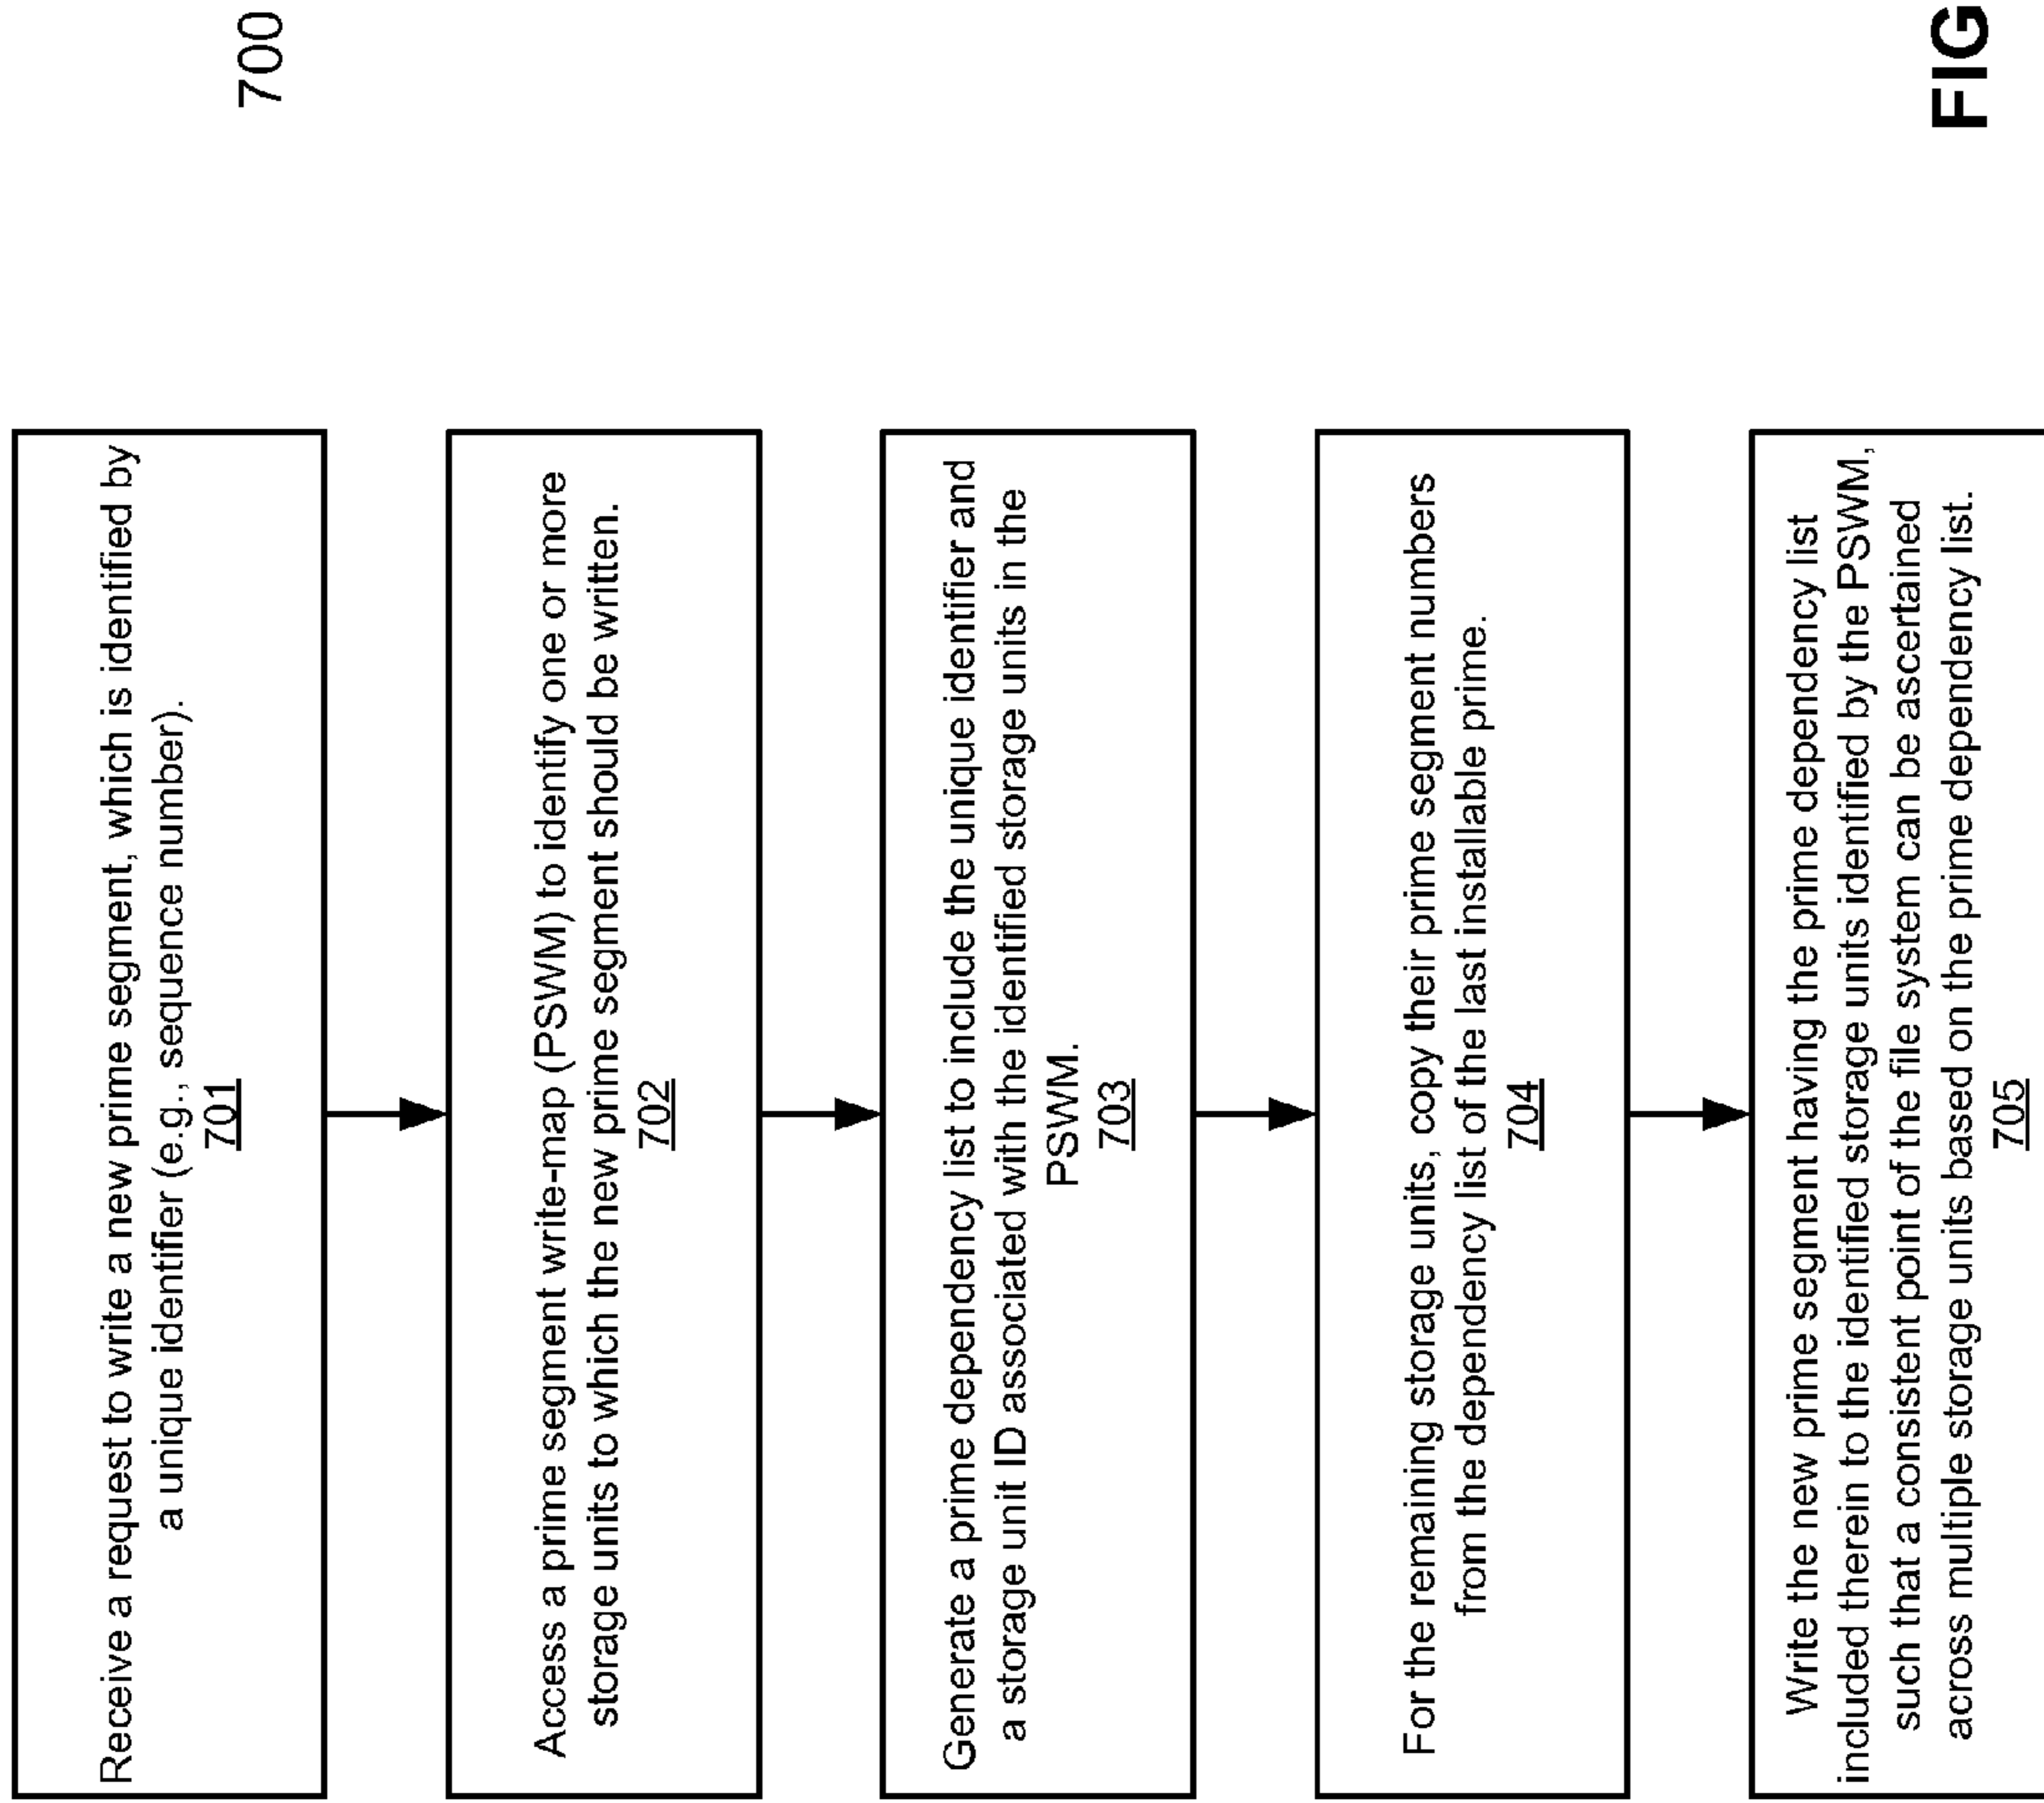 700
Receive a request to write a new prime segment, which is identified by
a unique identifier (e.g., sequence number).
701
Access a prime segment write-map (PSWM) to identify one or more
storage units to which the new prime segment should be written.
702
Generate a prime dependency list to include the unique identifier and
a storage unit ID associated with the identified storage units in the
PSWM.
703
For the remaining storage units, copy their prime segment numbers
from the dependency list of the last installable prime.
704
Write the new prime segment having the prime dependency list
included therein to the identified storage units identified by the PSWM,
such that a consistent point of the file system can be ascertained
across multiple storage units based on the prime dependency list.
705
FIG